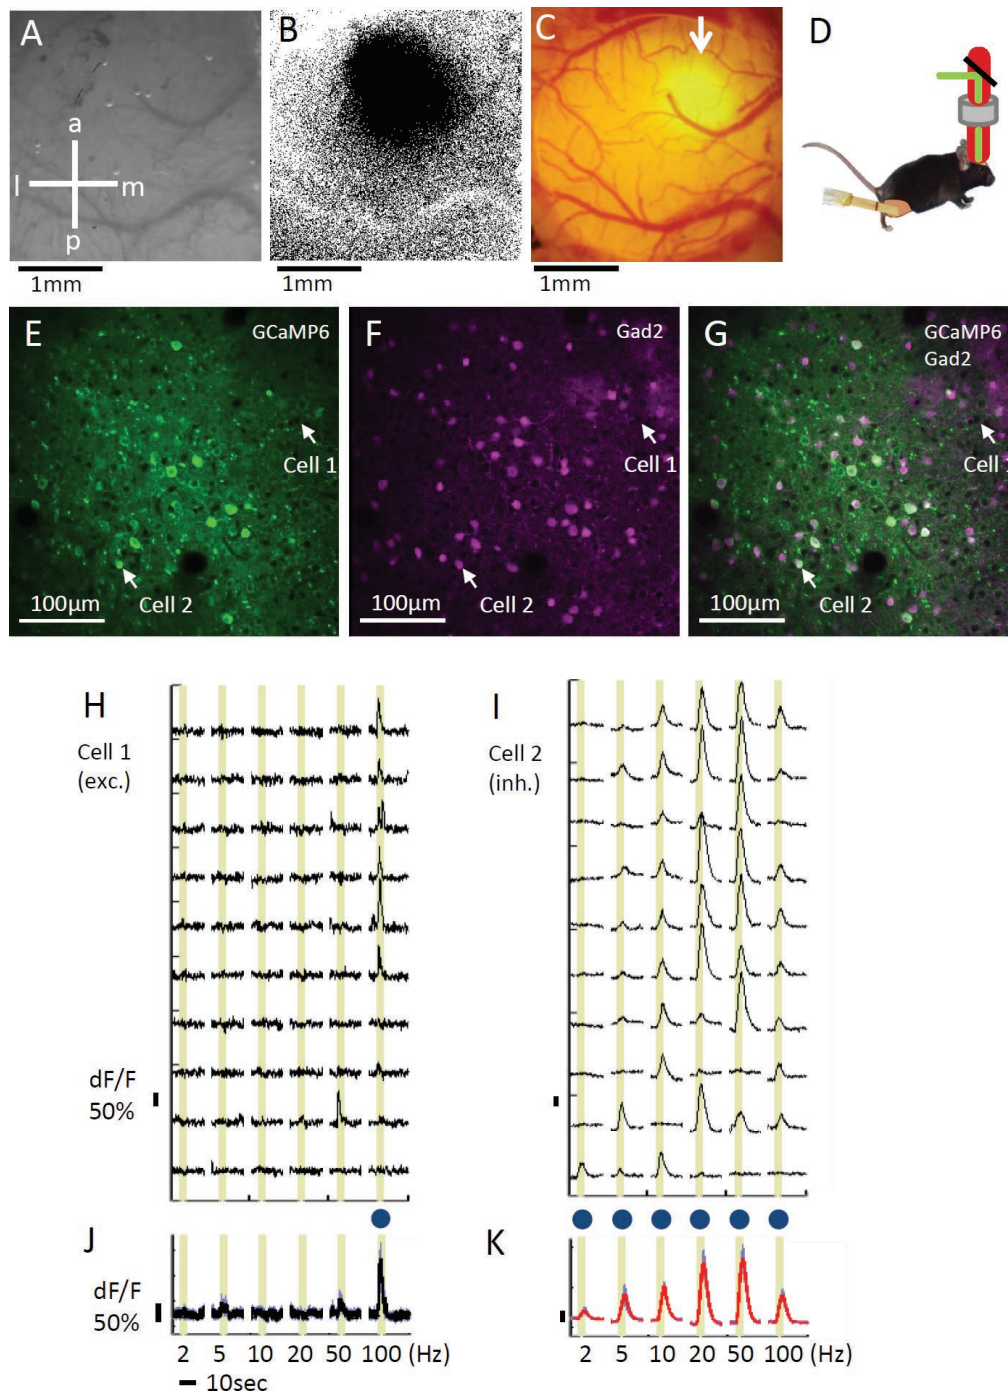 A
a
l
m
p
1mm
B
1mm
C
1mm
D
E
GCaMP6
Cell 1
Cell 2
100μm
F
Gad2
Cell 1
Cell 2
100μm
G
GCaMP6
Gad2
Cell 1
Cell 2
100μm
H
Cell 1
(exc.)
dF/F
50%
I
Cell 2
(inh.)
J
dF/F
50%
2 5 10 20 50 100 (Hz)
10sec
K
2 5 10 20 50 100 (Hz)